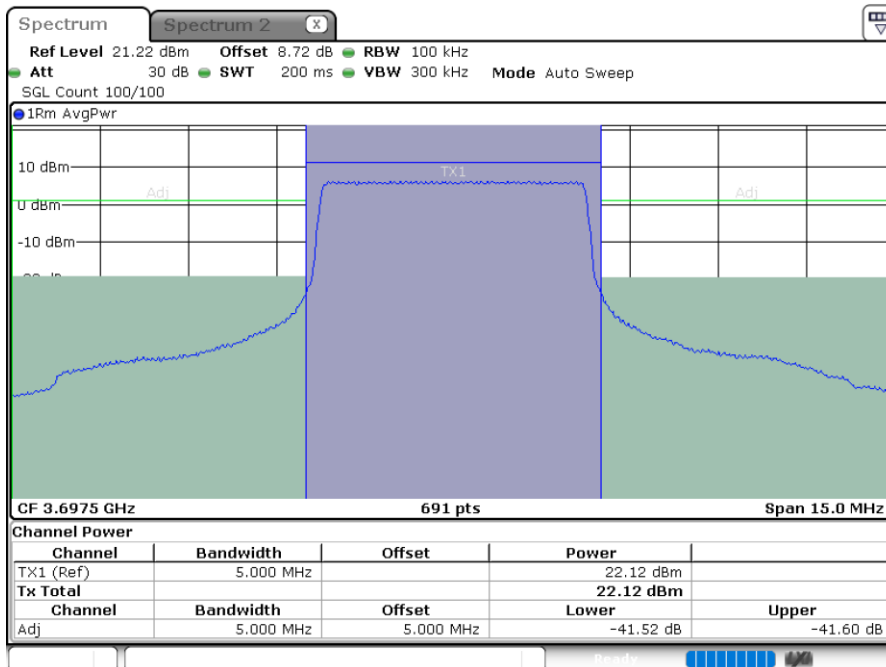 Spectrum Spectrum 2 X
Ref Level 21.22 dBm Offset 8.72 dB RBW 100 kHz
Att 30 dB SWT 200 ms VBW 300 kHz Mode Auto Sweep
SGL Count 100/100
1Rm AvgPwr
10 dBm
TX1
Adj Adj
0 dBm
-10 dBm
CF 3.6975 GHz 691 pts Span 15.0 MHz
Channel Power
Channel Bandwidth Offset Power
TX1 (Ref) 5.000 MHz 22.12 dBm
Tx Total 22.12 dBm
Channel Bandwidth Offset Lower Upper
Adj 5.000 MHz 5.000 MHz -41.52 dB -41.60 dB
Ready